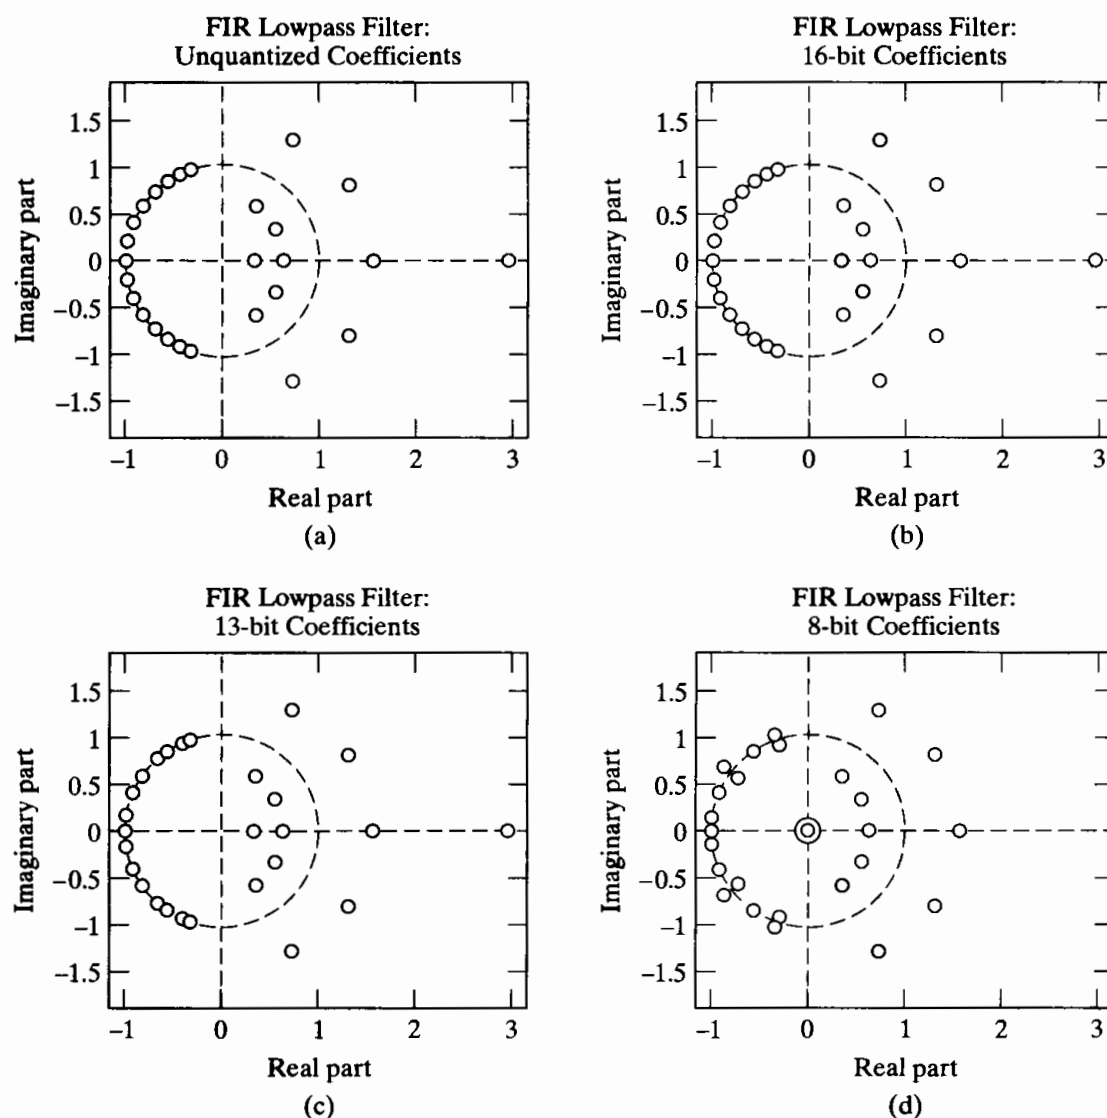 FIR Lowpass Filter:
Unquantized Coefficients
1.5
1
0.5
0
−0.5
−1
−1.5
Imaginary part
−1 0 1 2 3
Real part
(a)
FIR Lowpass Filter:
16-bit Coefficients
1.5
1
0.5
0
−0.5
−1
−1.5
Imaginary part
−1 0 1 2 3
Real part
(b)
FIR Lowpass Filter:
13-bit Coefficients
1.5
1
0.5
0
−0.5
−1
−1.5
Imaginary part
−1 0 1 2 3
Real part
(c)
FIR Lowpass Filter:
8-bit Coefficients
1.5
1
0.5
0
−0.5
−1
−1.5
Imaginary part
−1 0 1 2 3
Real part
(d)